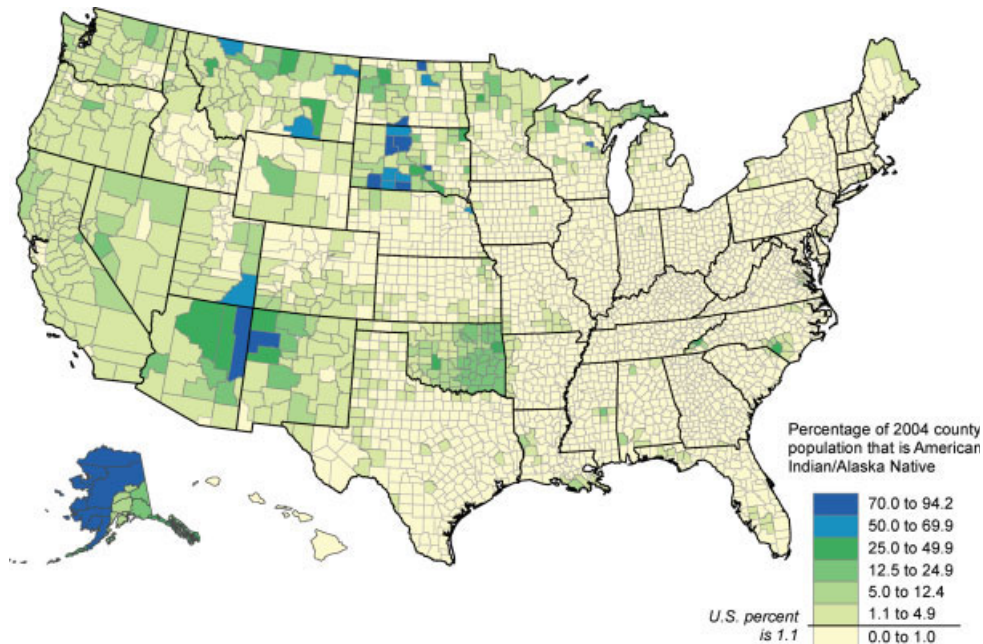 Percentage of 2004 county
population that is American
Indian/Alaska Native
70.0 to 94.2
50.0 to 69.9
25.0 to 49.9
12.5 to 24.9
5.0 to 12.4
1.1 to 4.9
U.S. percent
is 1.1
0.0 to 1.0